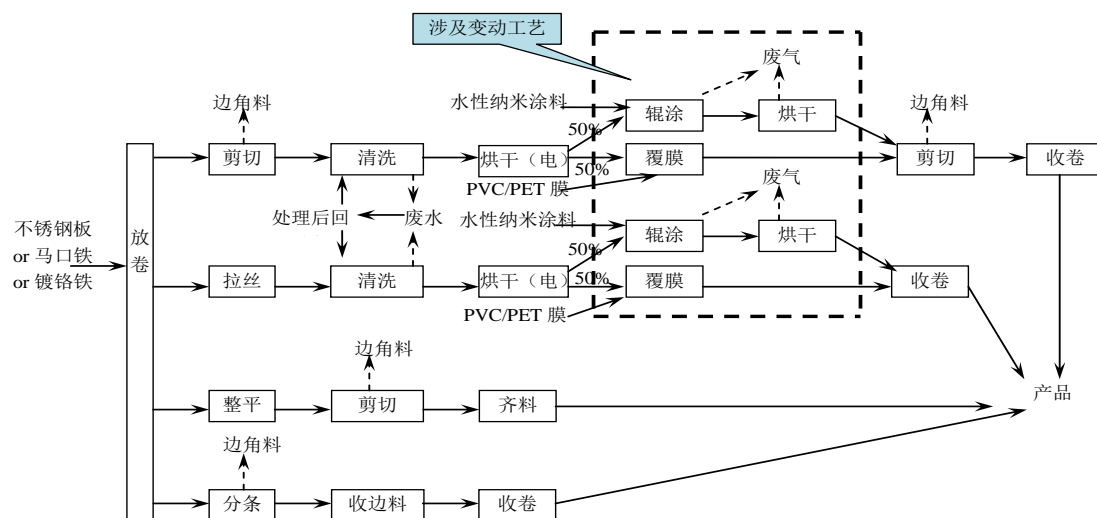 涉及变动工艺
废气
边角料
水性纳米涂料
辊涂
烘干
边角料
50%
剪切
清洗
烘干（电）
50%
覆膜
剪切
收卷
PVC/PET 膜
废气
处理后回
废水
水性纳米涂料
辊涂
烘干
不锈钢板
or 马口铁
or 镀铬铁
放卷
50%
拉丝
清洗
烘干（电）
50%
覆膜
收卷
PVC/PET 膜
边角料
整平
剪切
齐料
产品
边角料
分条
收边料
收卷